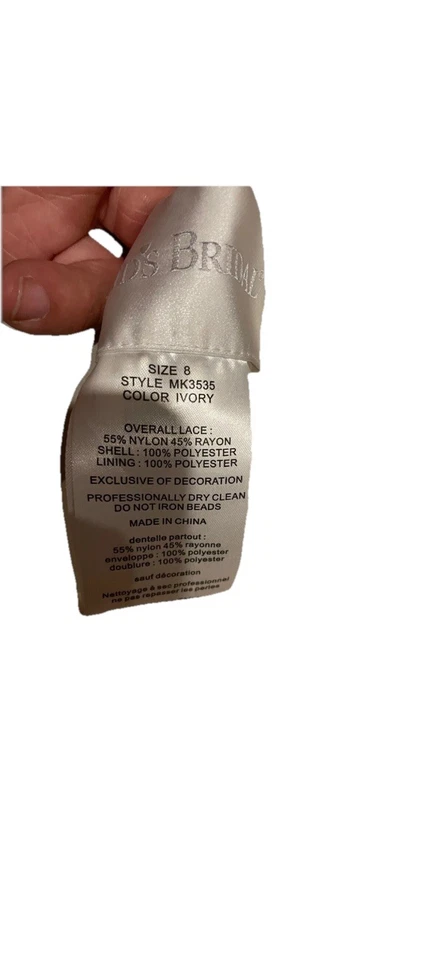 D'S BRIDAL
SIZE 8
STYLE MK3535
COLOR IVORY
OVERALL LACE :
55% NYLON 45% RAYON
SHELL : 100% POLYESTER
LINING : 100% POLYESTER
EXCLUSIVE OF DECORATION
PROFESSIONALLY DRY CLEAN
DO NOT IRON BEADS
MADE IN CHINA
dentelle partout :
55% nylon 45% rayonne
enveloppe : 100% polyester
doublure : 100% polyester
sauf décoration
Nettoyage à sec professionnel
ne pas repasser les perles